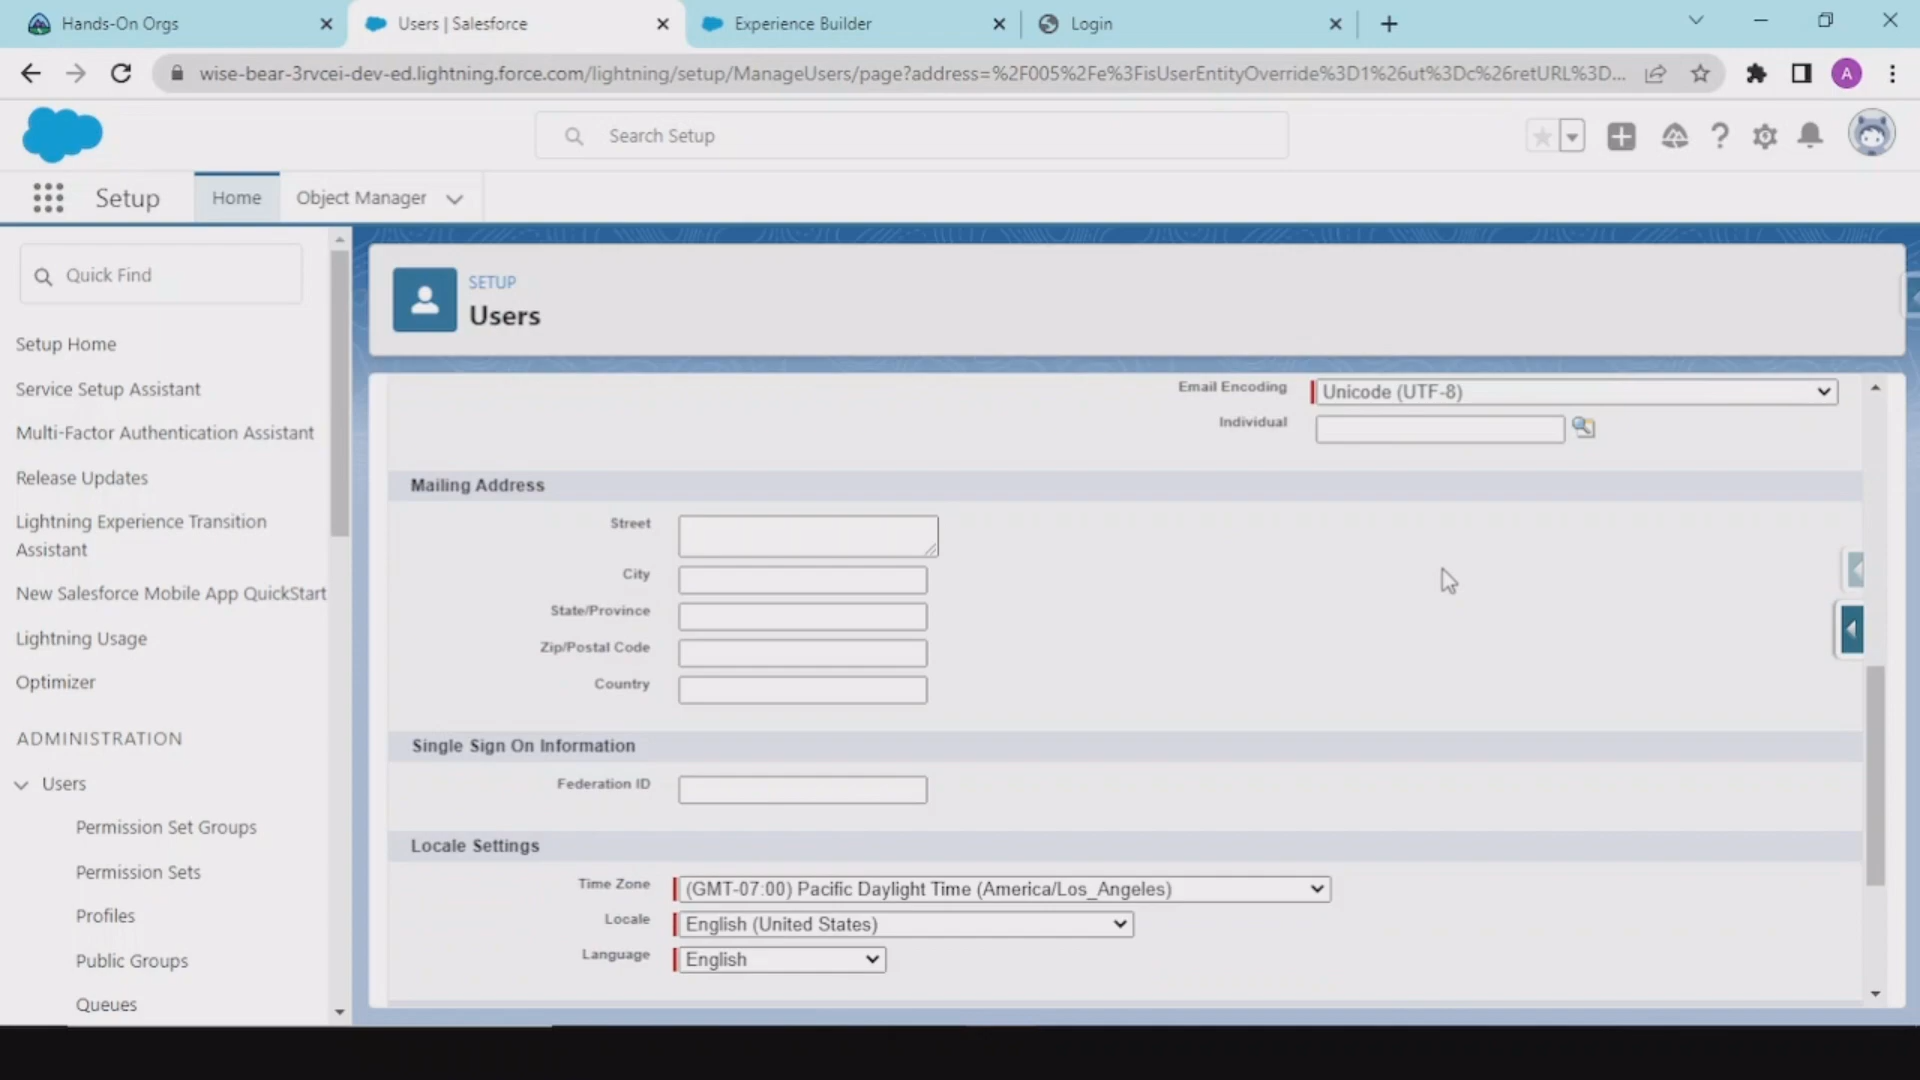 Hands-On Orgs
Users | Salesforce
Experience Builder
Login
wise-bear-3rvcei-dev-ed.lightning.force.com/lightning/setup/ManageUsers/page?address=%2F005%2Fe%3FisUserEntityOverride%3D1%26ut%3Dc%26retURL%3D...
A
Search Setup
Setup
Home
Object Manager
Quick Find
Setup Home
Service Setup Assistant
Multi-Factor Authentication Assistant
Release Updates
Lightning Experience Transition
Assistant
New Salesforce Mobile App QuickStart
Lightning Usage
Optimizer
ADMINISTRATION
Users
Permission Set Groups
Permission Sets
Profiles
Public Groups
Queues
SETUP
Users
Email Encoding
Unicode (UTF-8)
Individual
Mailing Address
Street
City
State/Province
Zip/Postal Code
Country
Single Sign On Information
Federation ID
Locale Settings
Time Zone
(GMT-07:00) Pacific Daylight Time (America/Los_Angeles)
Locale
English (United States)
Language
English